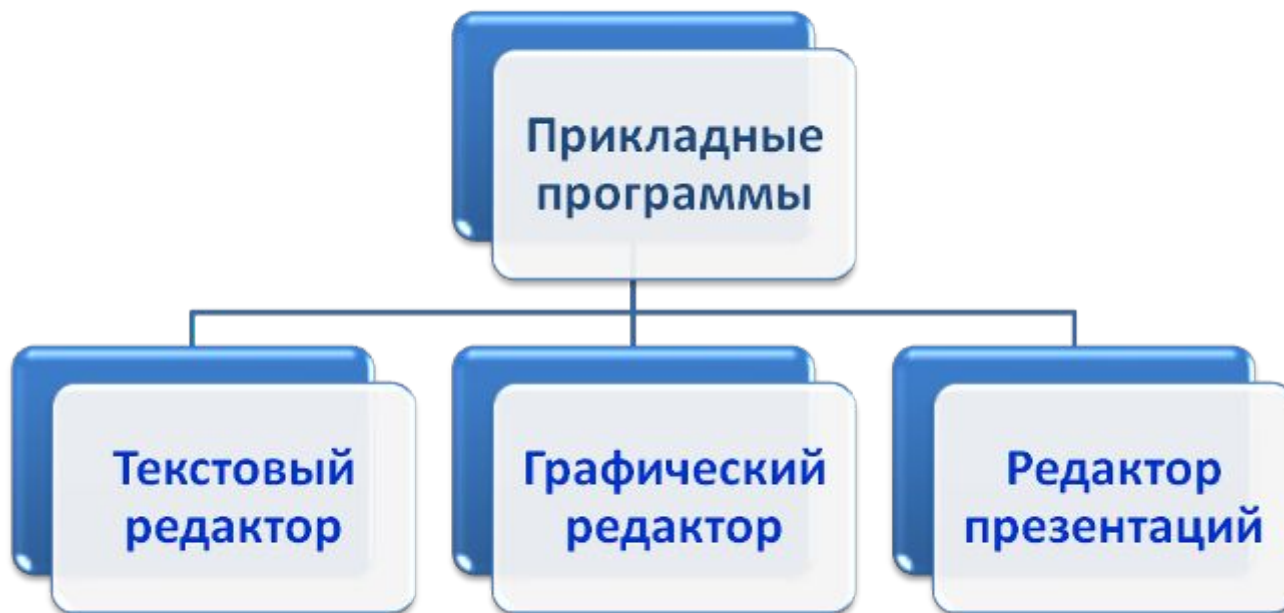 Прикладные
программы
Текстовый
редактор
Графический
редактор
Редактор
презентаций